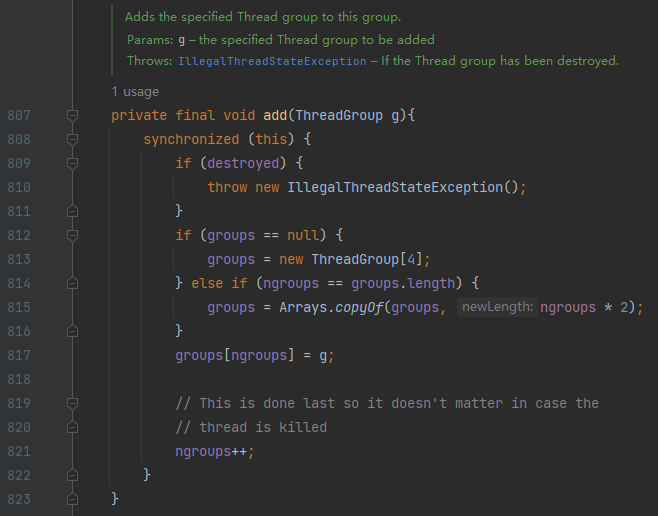 Adds the specified Thread group to this group.
Params: g – the specified Thread group to be added
Throws: IllegalThreadStateException – If the Thread group has been destroyed.
1 usage
807 private final void add(ThreadGroup g){
808 synchronized (this) {
809 if (destroyed) {
810 throw new IllegalThreadStateException();
811 }
812 if (groups == null) {
813 groups = new ThreadGroup[4];
814 } else if (ngroups == groups.length) {
815 groups = Arrays.copyOf(groups, newLength: ngroups * 2);
816 }
817 groups[ngroups] = g;
818
819 // This is done last so it doesn't matter in case the
820 // thread is killed
821 ngroups++;
822 }
823 }